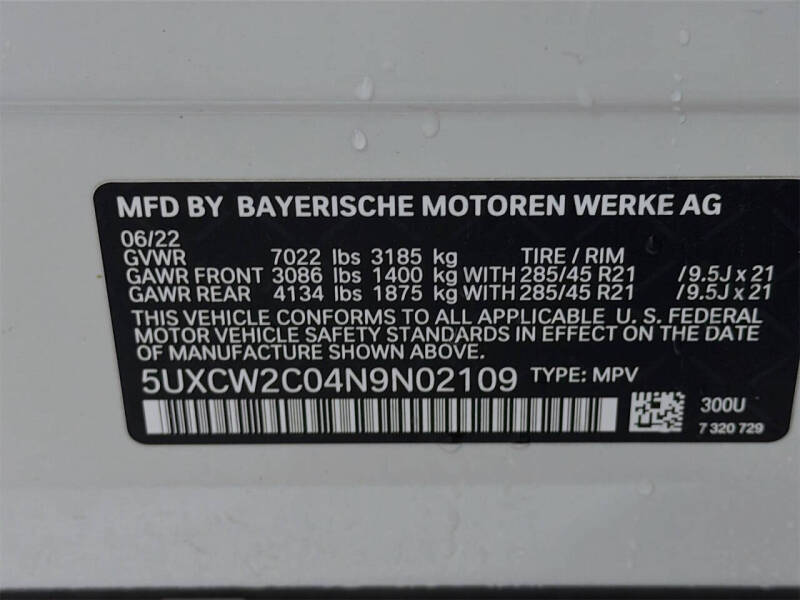 MFD BY BAYERISCHE MOTOREN WERKE AG
06/22
GVWR 7022 lbs 3185 kg TIRE / RIM
GAWR FRONT 3086 lbs 1400 kg WITH 285/45 R21 / 9.5J x 21
GAWR REAR 4134 lbs 1875 kg WITH 285/45 R21 / 9.5J x 21
THIS VEHICLE CONFORMS TO ALL APPLICABLE U. S. FEDERAL
MOTOR VEHICLE SAFETY STANDARDS IN EFFECT ON THE DATE
OF MANUFACTURE SHOWN ABOVE.
5UXCW2C04N9N02109 TYPE: MPV
300U
7 320 729